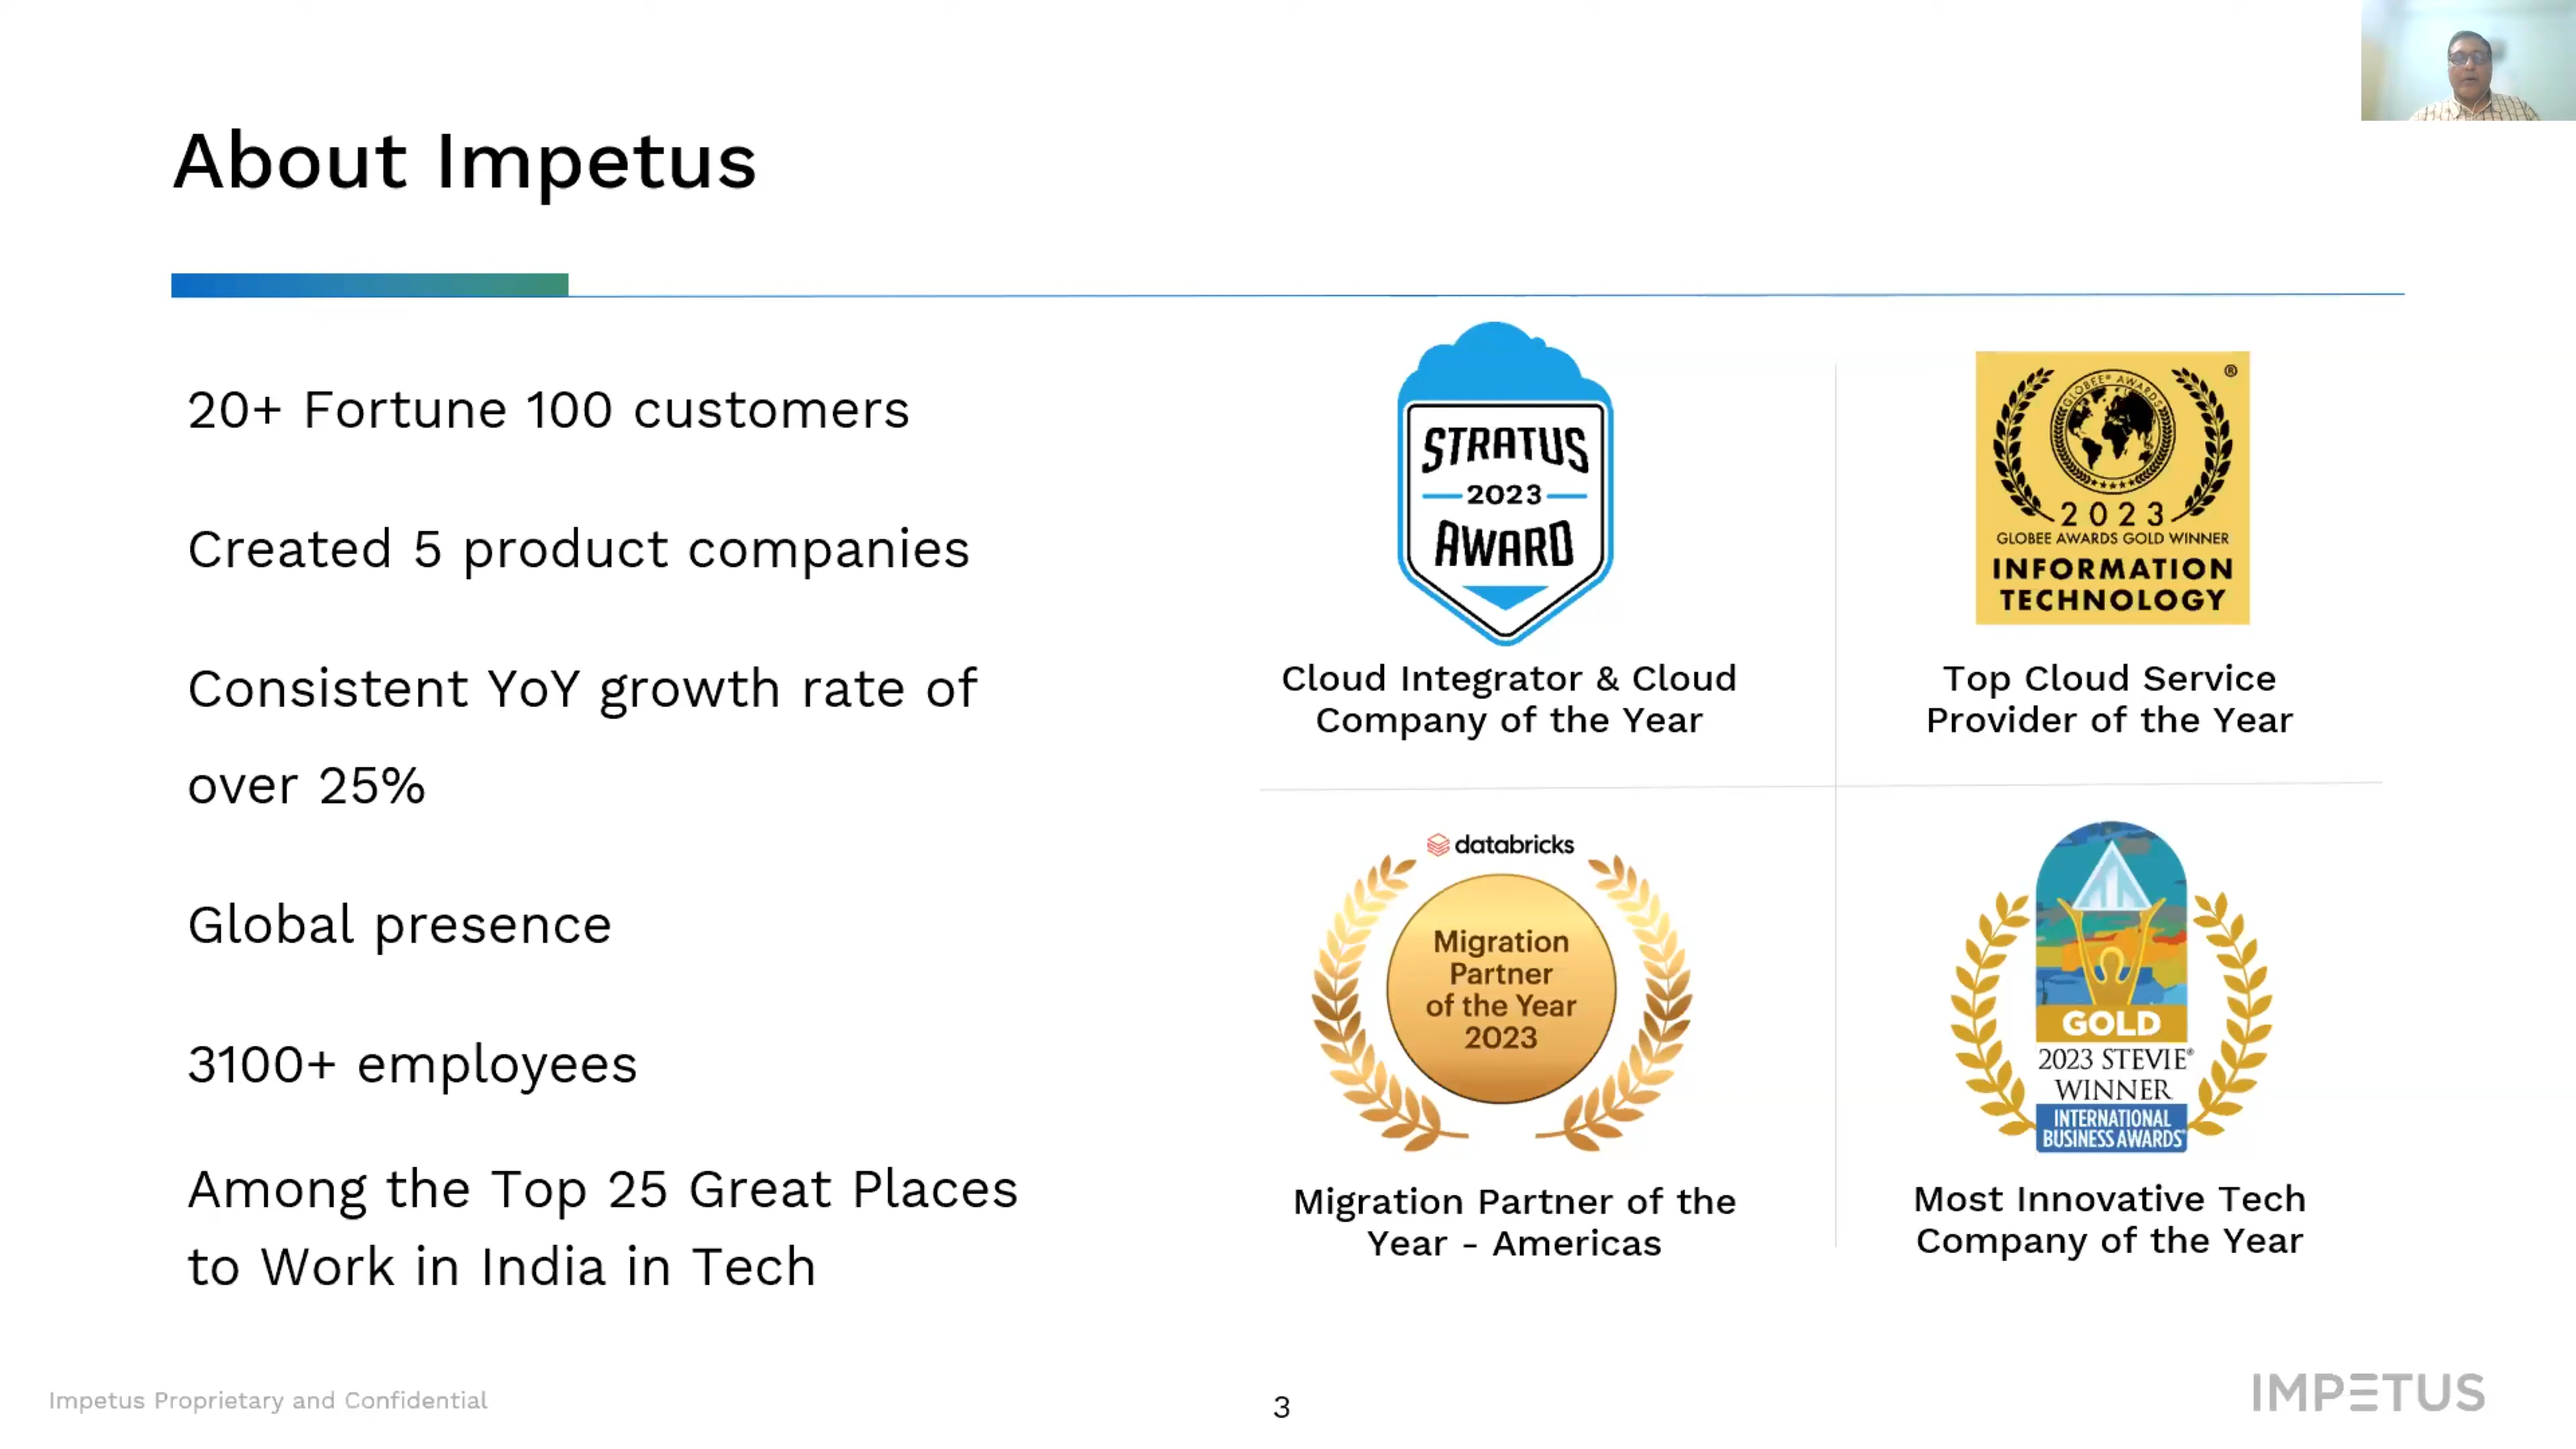 About Impetus
20+ Fortune 100 customers
Created 5 product companies
Consistent YoY growth rate of
over 25%
Global presence
3100+ employees
Among the Top 25 Great Places
to Work in India in Tech
STRATUS
2023
AWARD
Cloud Integrator & Cloud
Company of the Year
®
GLOBEE® AWARDS
2023
GLOBEE AWARDS GOLD WINNER
INFORMATION
TECHNOLOGY
Top Cloud Service
Provider of the Year
databricks
Migration
Partner
of the Year
2023
Migration Partner of the
Year - Americas
GOLD
2023 STEVIE®
WINNER
INTERNATIONAL
BUSINESS AWARDS®
Most Innovative Tech
Company of the Year
Impetus Proprietary and Confidential
3
IMPETUS